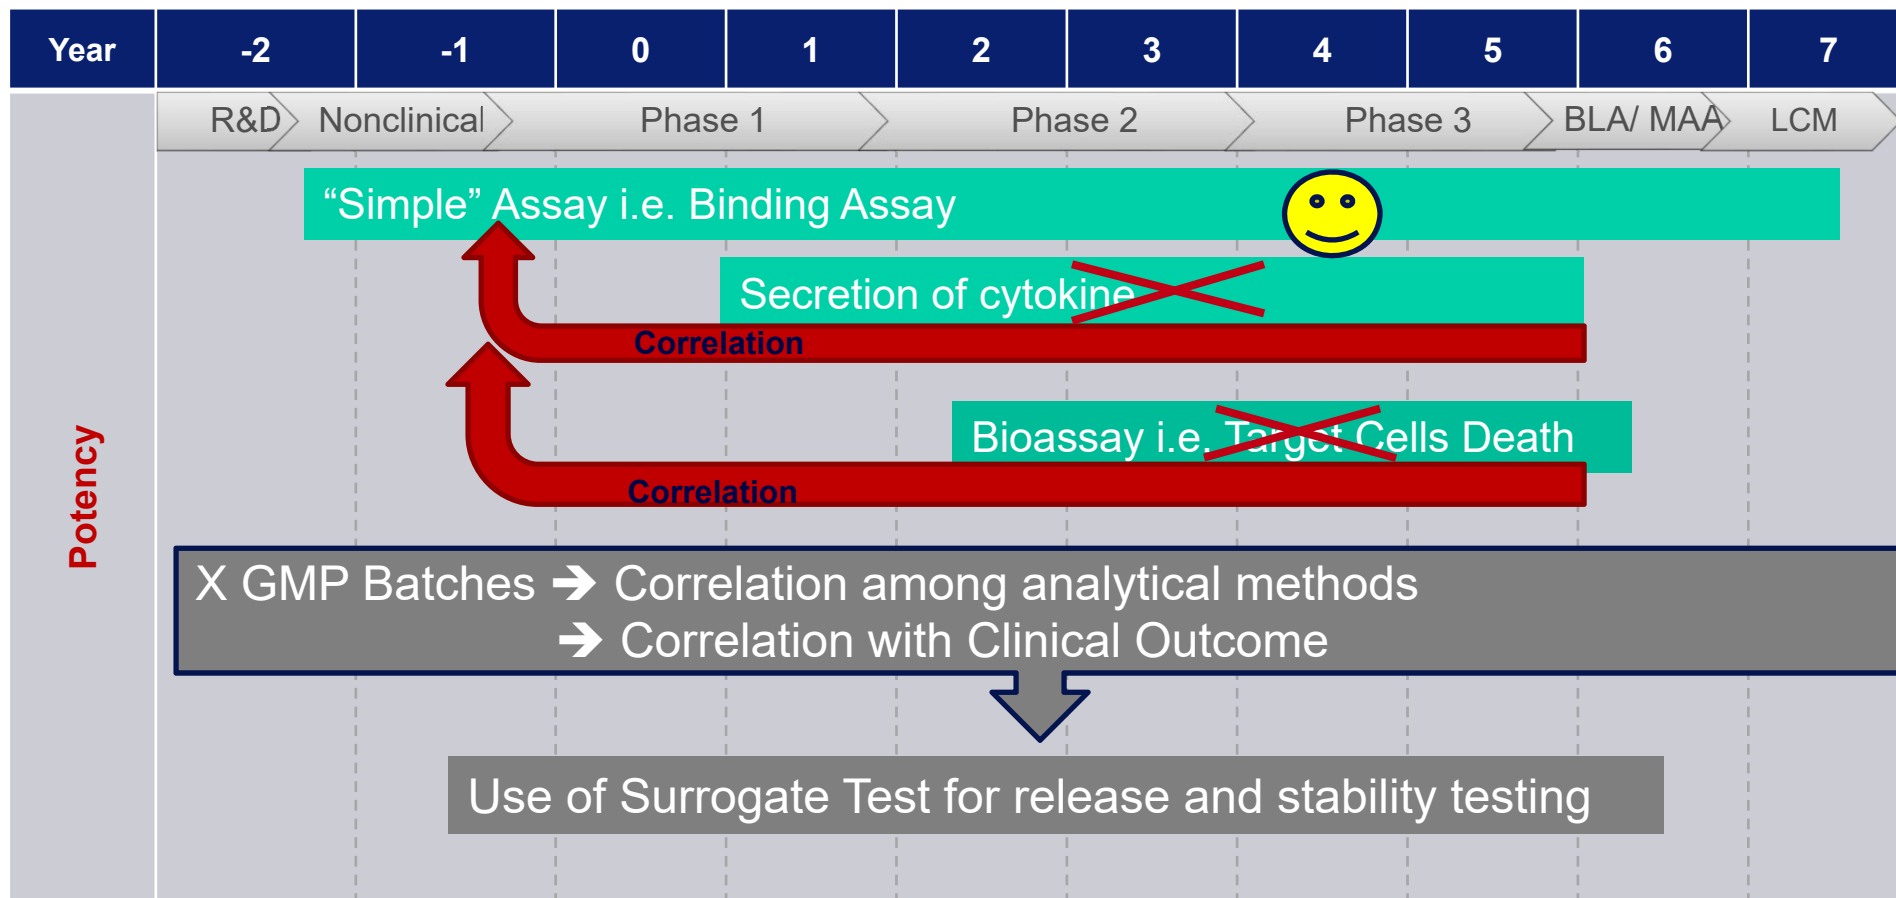 Year -2 -1 0 1 2 3 4 5 6 7
R&D Nonclinical Phase 1 Phase 2 Phase 3 BLA/ MAA LCM
“Simple” Assay i.e. Binding Assay
Secretion of cytokine
Correlation
Bioassay i.e. Target Cells Death
Correlation
Potency
X GMP Batches ➔ Correlation among analytical methods
➔ Correlation with Clinical Outcome
Use of Surrogate Test for release and stability testing